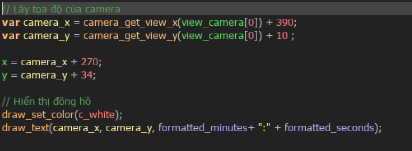 // Lấy tọa độ của camera
var camera_x = camera_get_view_x(view_camera[0]) + 390;
var camera_y = camera_get_view_y(view_camera[0]) + 10 ;
x = camera_x + 270;
y = camera_y + 34;
// Hiển thị đồng hồ
draw_set_color(c_white);
draw_text(camera_x, camera_y, formatted_minutes+ ":" + formatted_seconds);